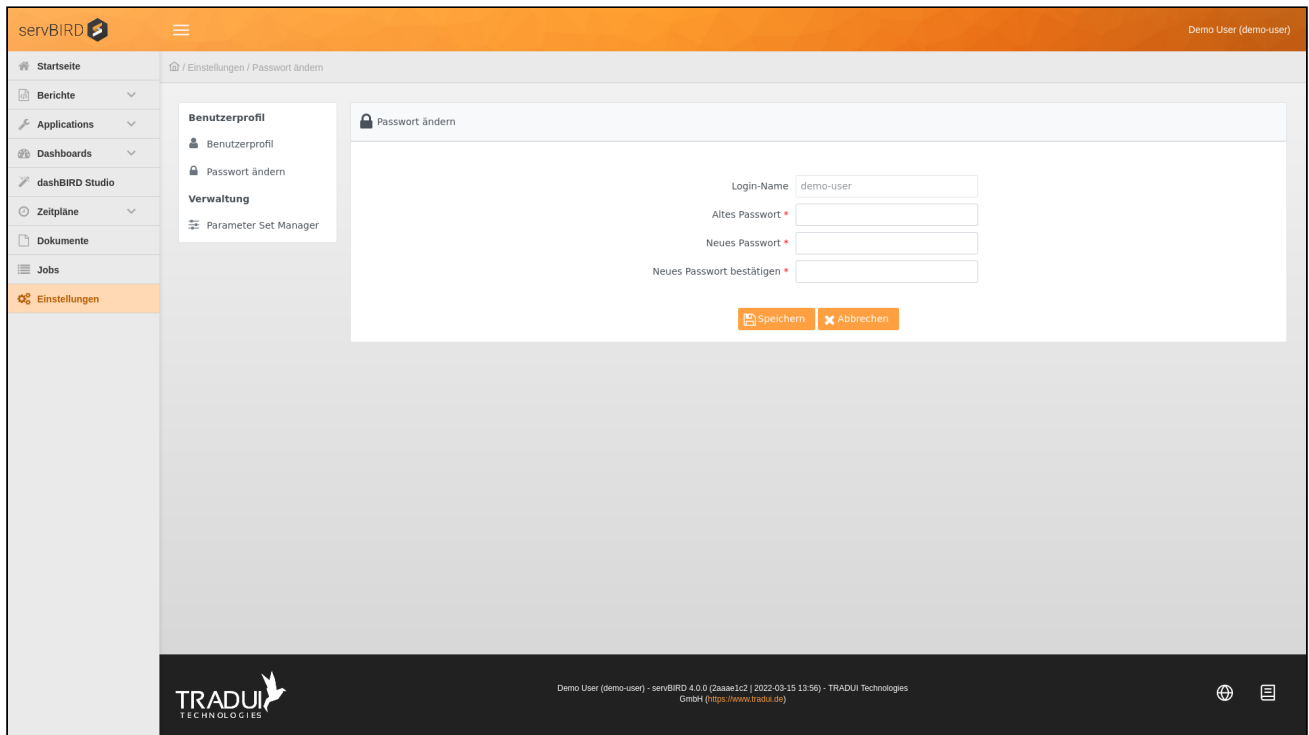 servBIRD
Demo User (demo-user)
Startseite
Berichte
Applications
Dashboards
dashBIRD Studio
Zeitpläne
Dokumente
Jobs
Einstellungen
/ Einstellungen / Passwort ändern
Benutzerprofil
Benutzerprofil
Passwort ändern
Verwaltung
Parameter Set Manager
Passwort ändern
Login-Name demo-user
Altes Passwort *
Neues Passwort *
Neues Passwort bestätigen *
Speichern Abbrechen
TRADUI
TECHNOLOGIES
Demo User (demo-user) - servBIRD 4.0.0 (2aaae1c2 | 2022-03-15 13:56) - TRADUI Technologies
GmbH (https://www.tradui.de)